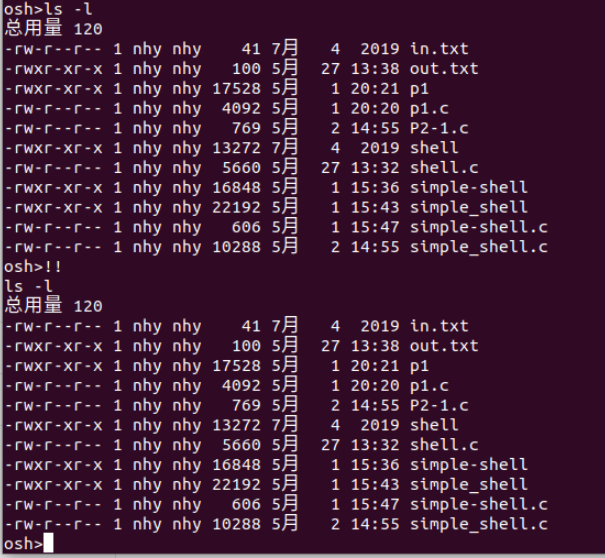 osh>ls -l
总用量 120
-rw-r--r-- 1 nhy nhy    41 7月   4  2019 in.txt
-rwxr-xr-x 1 nhy nhy   100 5月  27 13:38 out.txt
-rwxr-xr-x 1 nhy nhy 17528 5月   1 20:21 p1
-rw-r--r-- 1 nhy nhy  4092 5月   1 20:20 p1.c
-rw-r--r-- 1 nhy nhy   769 5月   2 14:55 P2-1.c
-rwxr-xr-x 1 nhy nhy 13272 7月   4  2019 shell
-rw-r--r-- 1 nhy nhy  5660 5月  27 13:32 shell.c
-rwxr-xr-x 1 nhy nhy 16848 5月   1 15:36 simple-shell
-rwxr-xr-x 1 nhy nhy 22192 5月   1 15:43 simple_shell
-rw-r--r-- 1 nhy nhy   606 5月   1 15:47 simple-shell.c
-rw-r--r-- 1 nhy nhy 10288 5月   2 14:55 simple_shell.c
osh>!!
ls -l
总用量 120
-rw-r--r-- 1 nhy nhy    41 7月   4  2019 in.txt
-rwxr-xr-x 1 nhy nhy   100 5月  27 13:38 out.txt
-rwxr-xr-x 1 nhy nhy 17528 5月   1 20:21 p1
-rw-r--r-- 1 nhy nhy  4092 5月   1 20:20 p1.c
-rw-r--r-- 1 nhy nhy   769 5月   2 14:55 P2-1.c
-rwxr-xr-x 1 nhy nhy 13272 7月   4  2019 shell
-rw-r--r-- 1 nhy nhy  5660 5月  27 13:32 shell.c
-rwxr-xr-x 1 nhy nhy 16848 5月   1 15:36 simple-shell
-rwxr-xr-x 1 nhy nhy 22192 5月   1 15:43 simple_shell
-rw-r--r-- 1 nhy nhy   606 5月   1 15:47 simple-shell.c
-rw-r--r-- 1 nhy nhy 10288 5月   2 14:55 simple_shell.c
osh>